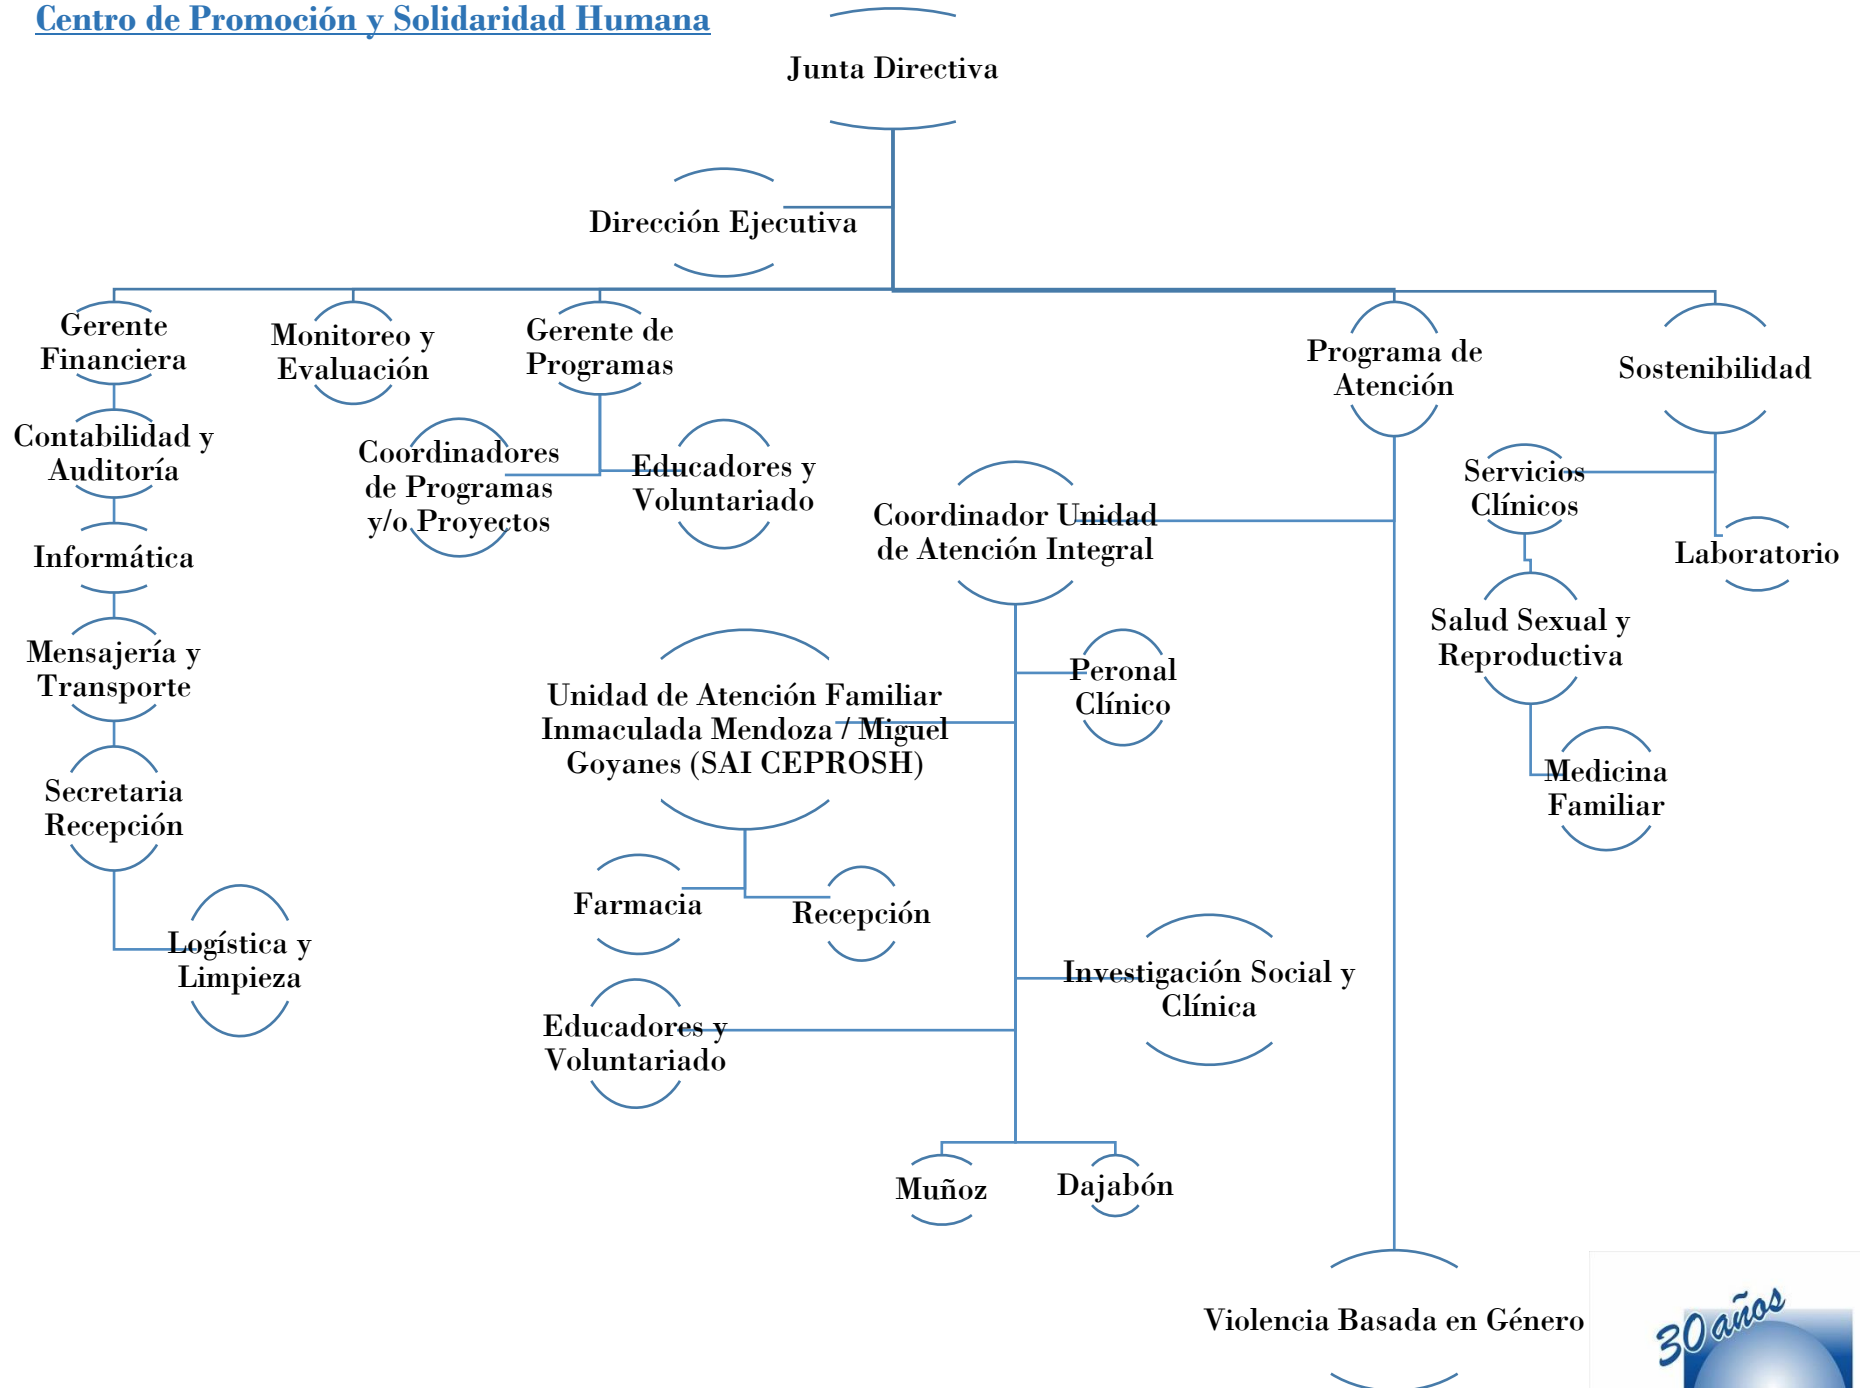 Centro de Promoción y Solidaridad Humana
Junta Directiva
Dirección Ejecutiva
Gerente
Financiera
Monitoreo y
Evaluación
Gerente de
Programas
Programa de
Atención
Sostenibilidad
Contabilidad y
Auditoría
Coordinadores
de Programas
y/o Proyectos
Educadores y
Voluntariado
Coordinador Unidad
de Atención Integral
Servicios
Clínicos
Laboratorio
Informática
Mensajería y
Transporte
Unidad de Atención Familiar
Inmaculada Mendoza / Miguel
Goyanes (SAI CEPROSH)
Peronal
Clínico
Salud Sexual y
Reproductiva
Medicina
Familiar
Secretaria
Recepción
Farmacia
Recepción
Logística y
Limpieza
Investigación Social y
Clínica
Educadores y
Voluntariado
Muñoz
Dajabón
Violencia Basada en Género
30 años